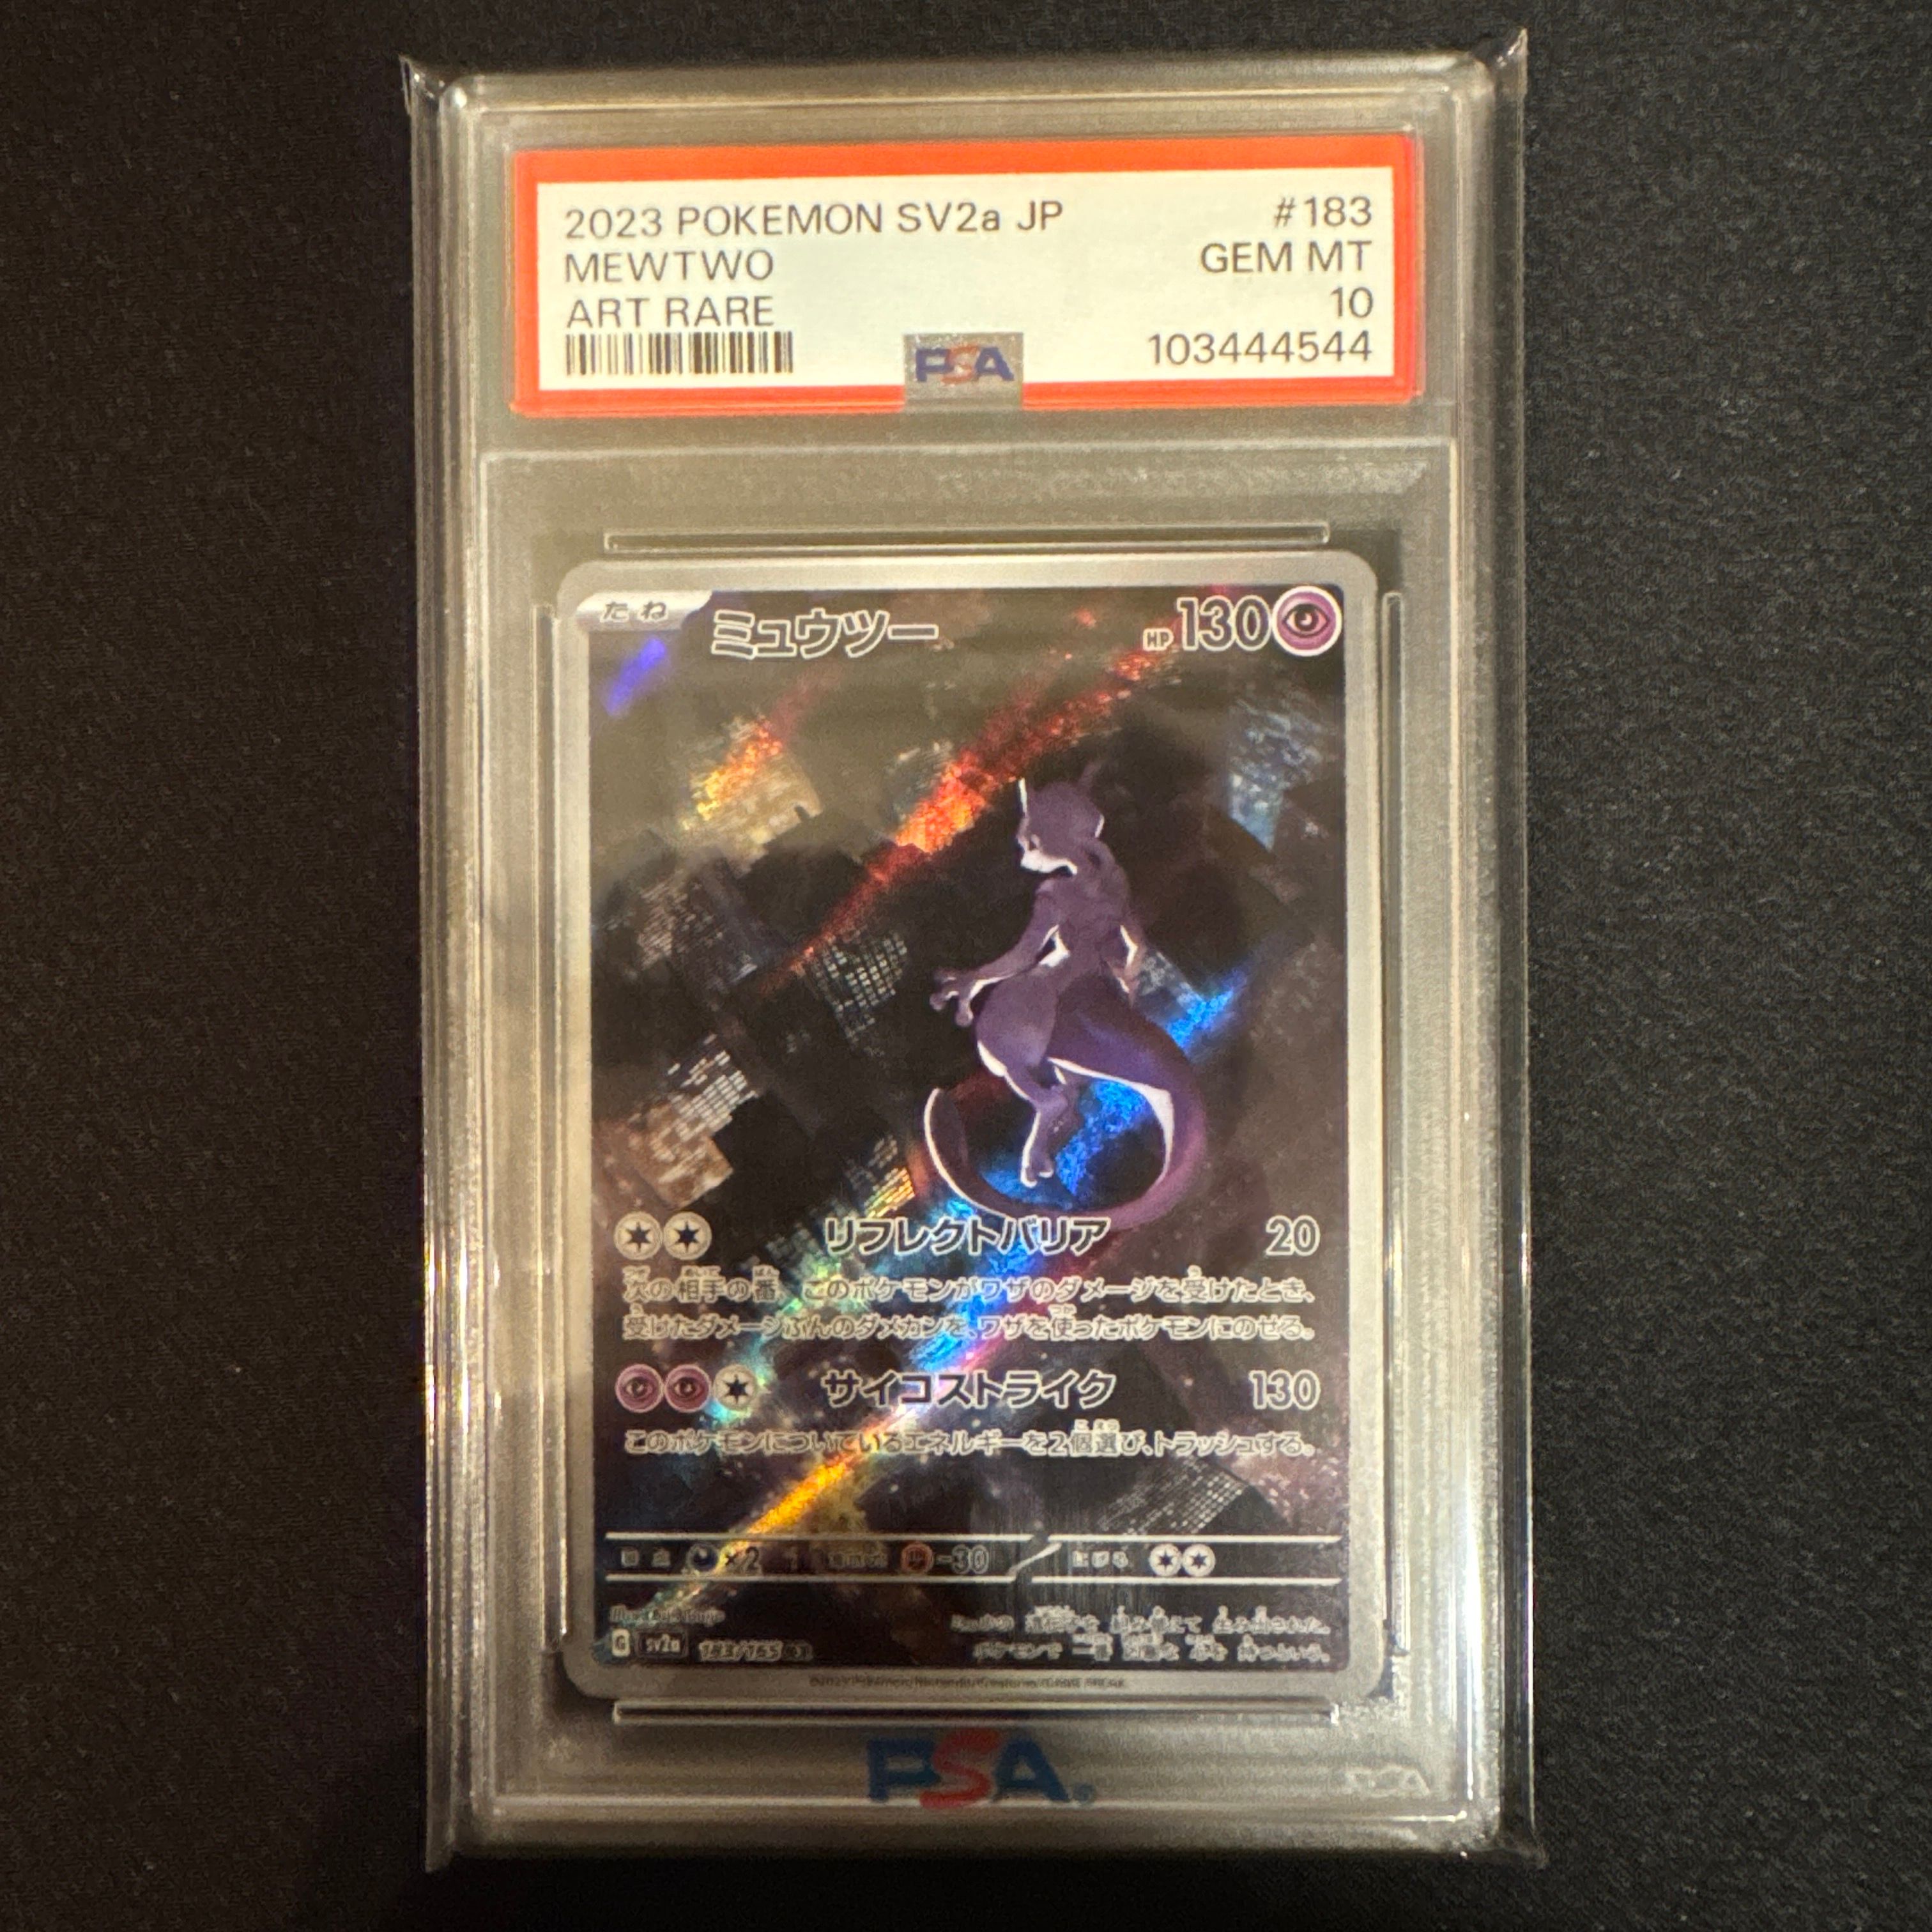 2023 POKEMON SV2a JP #183
MEWTWO GEM MT
ART RARE 10
PSA 103444544
たね ミュウツー HP 130
リフレクトバリア 20
次の相手の番、このポケモンがワザのダメージを受けたとき、
受けたダメージぶんのダメカンを、ワザを使ったポケモンにのせる。
サイコストライク 130
このポケモンについているエネルギーを2個選び、トラッシュする。
×2 -30
G sv2a 183/165
PSA